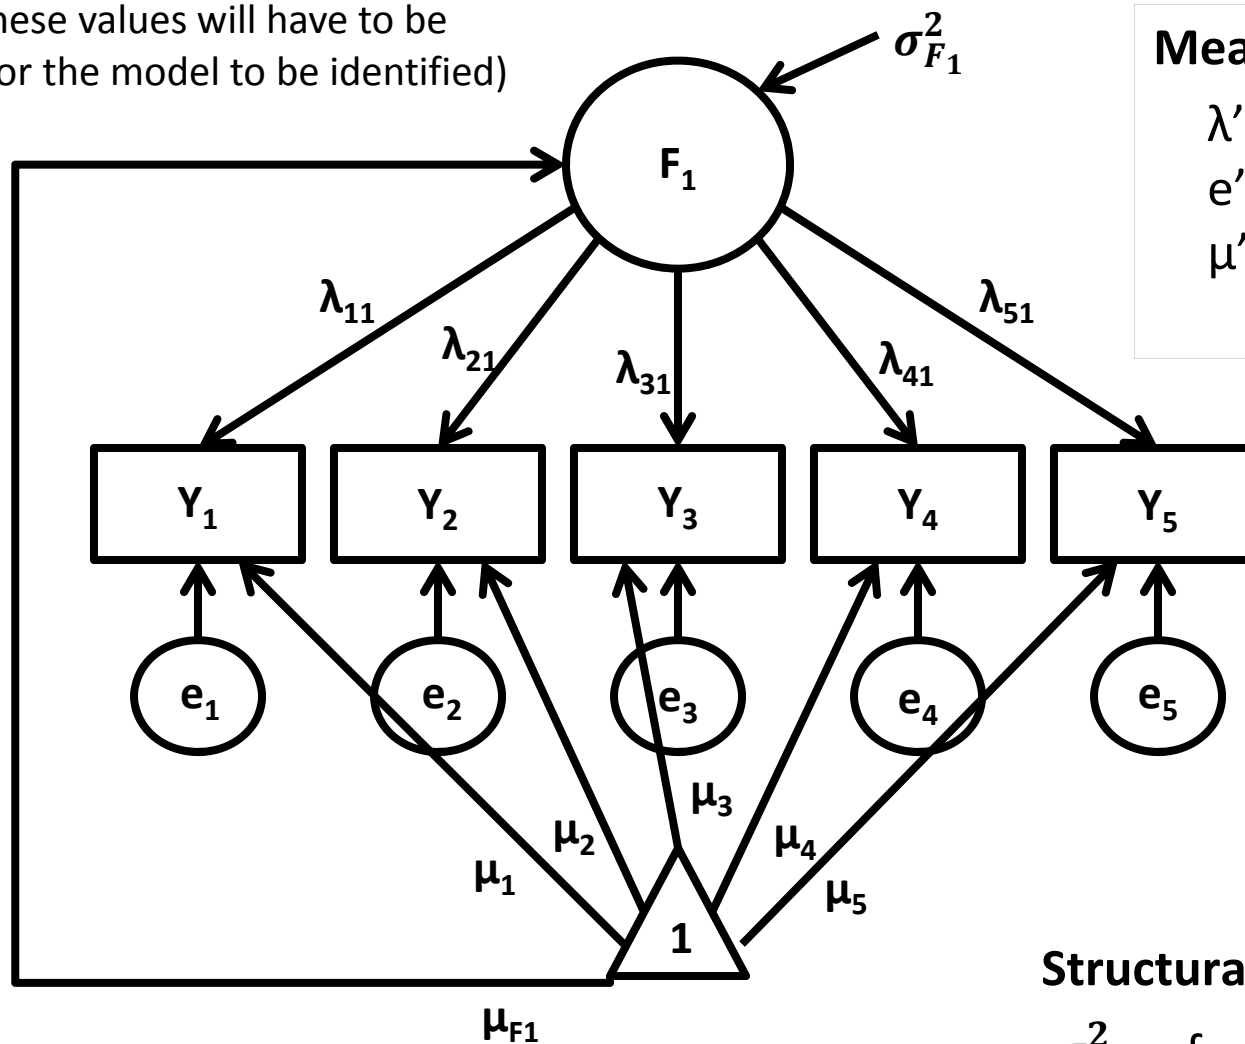 hese values will have to be
or the model to be identified)
σ²F₁
Mea
λ’
e’
μ’
F₁
λ₁₁
λ₂₁
λ₃₁
λ₄₁
λ₅₁
Y₁
Y₂
Y₃
Y₄
Y₅
e₁
e₂
e₃
e₄
e₅
μ₁
μ₂
μ₃
μ₄
μ₅
1
μF1
Structura